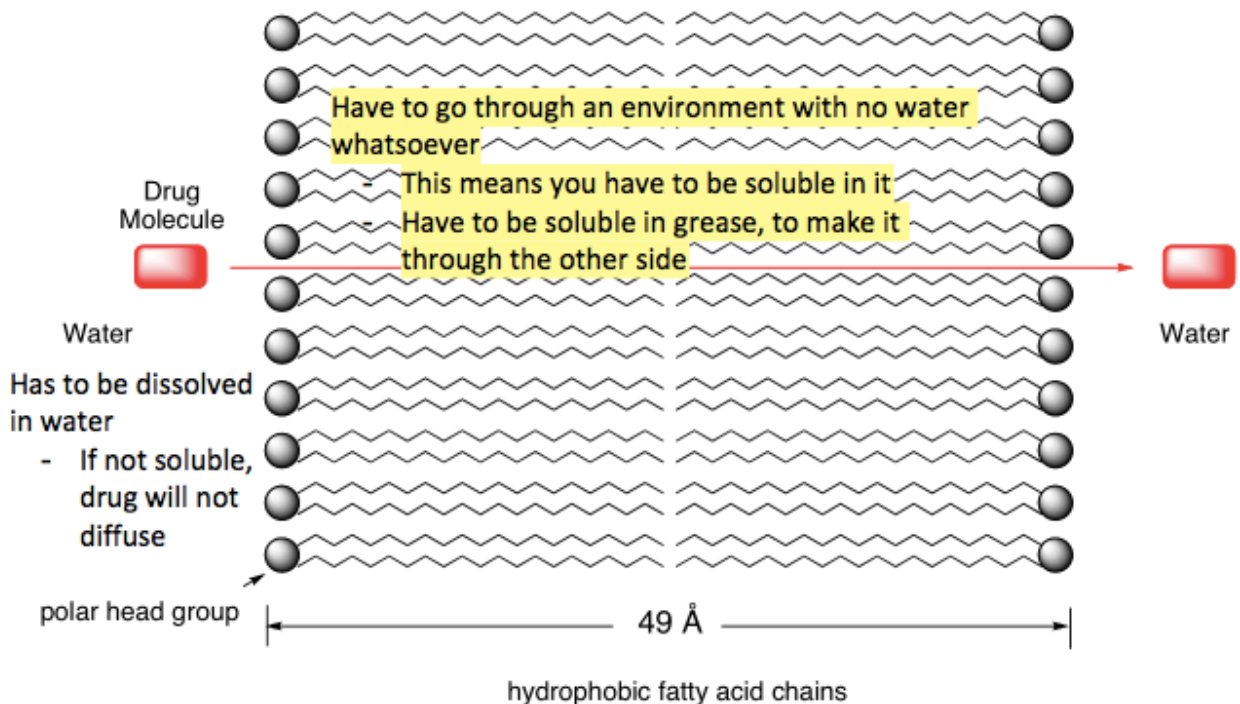 Have to go through an environment with no water
whatsoever
- This means you have to be soluble in it
- Have to be soluble in grease, to make it
through the other side
Drug
Molecule
Water
Water
Has to be dissolved
in water
- If not soluble,
drug will not
diffuse
polar head group
49 Å
hydrophobic fatty acid chains